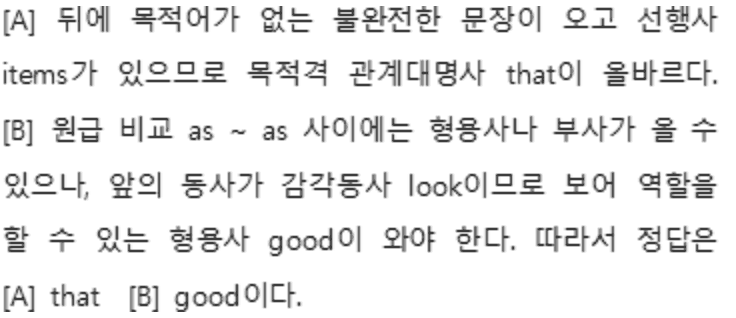 [A] 뒤에 목적어가 없는 불완전한 문장이 오고 선행사
items가 있으므로 목적격 관계대명사 that이 올바르다.
[B] 원급 비교 as ~ as 사이에는 형용사나 부사가 올 수
있으나, 앞의 동사가 감각동사 look이므로 보어 역할을
할 수 있는 형용사 good이 와야 한다. 따라서 정답은
[A] that [B] good이다.